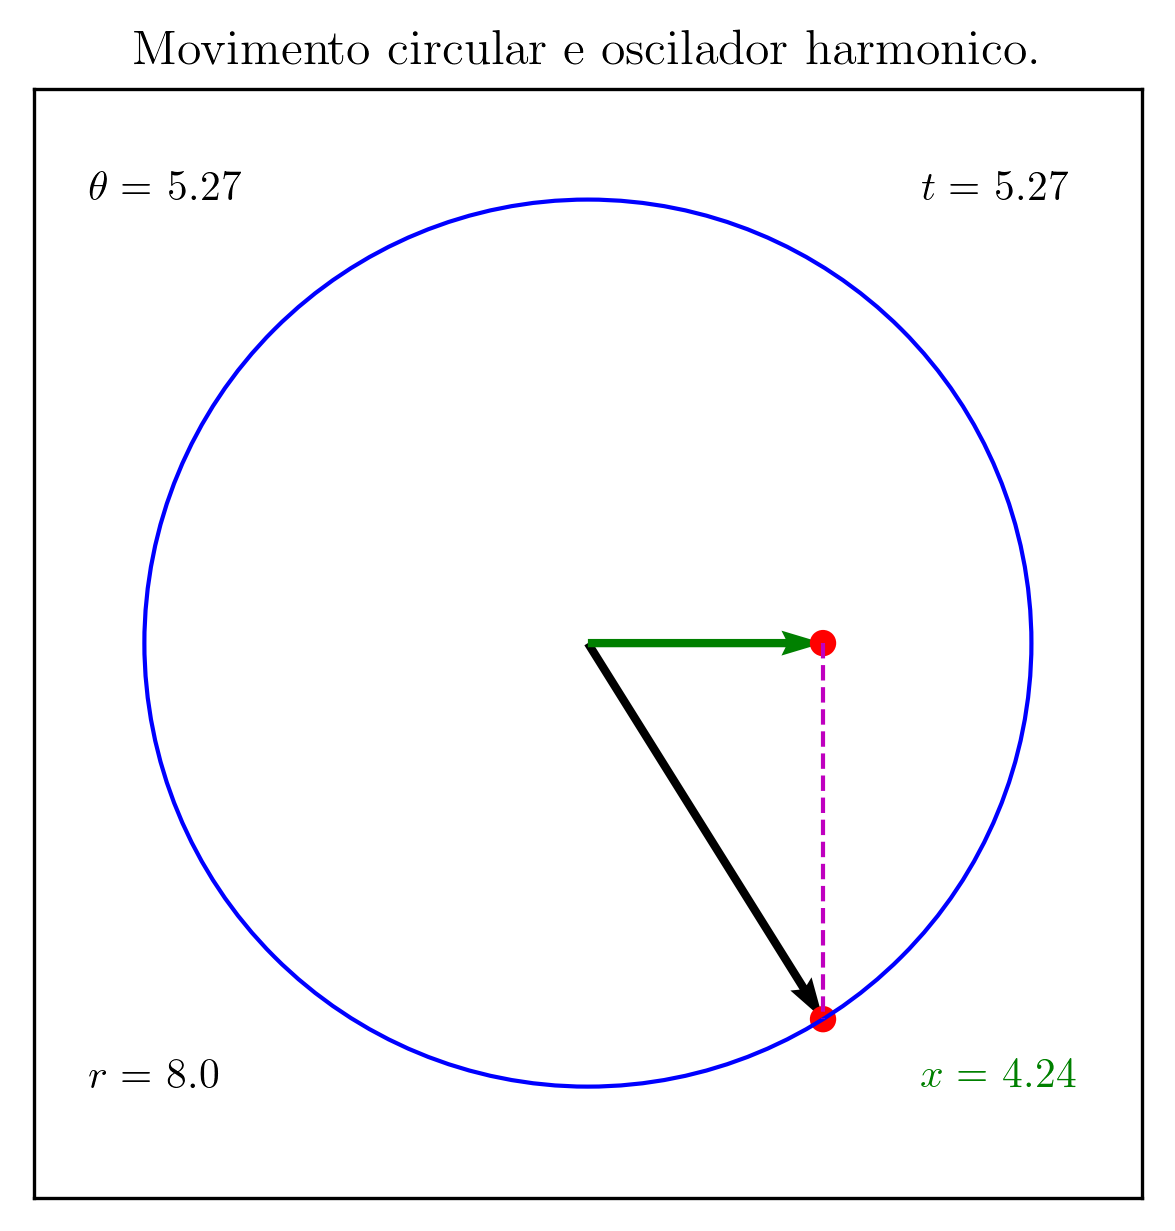 Movimento circular e oscilador harmonico.
θ = 5.27
t = 5.27
r = 8.0
x = 4.24